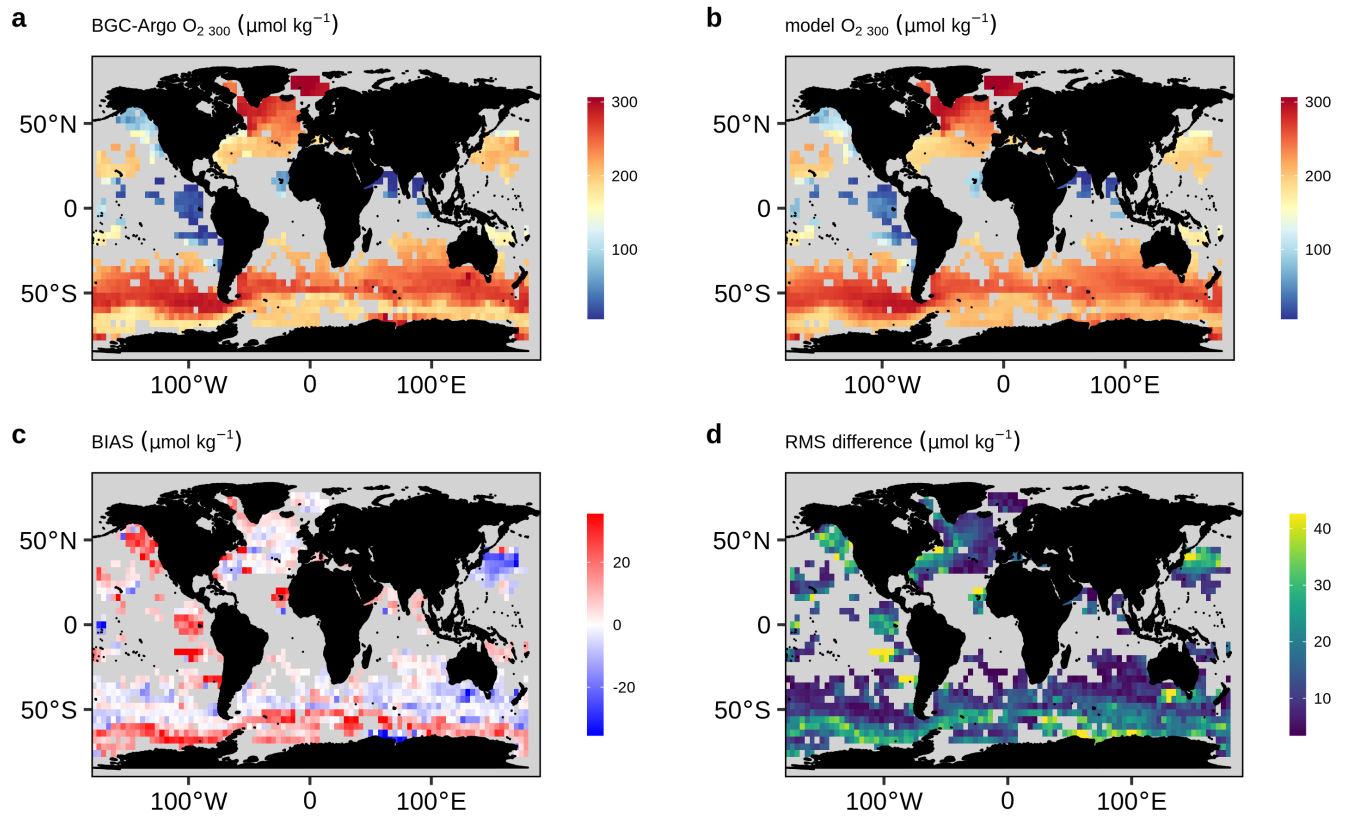 a
BGC-Argo O₂ ₃₀₀ (µmol kg⁻¹)
50°N
0
50°S
100°W
0
100°E
300
200
100
b
model O₂ ₃₀₀ (µmol kg⁻¹)
50°N
0
50°S
100°W
0
100°E
300
200
100
c
BIAS (µmol kg⁻¹)
50°N
0
50°S
100°W
0
100°E
20
0
-20
d
RMS difference (µmol kg⁻¹)
50°N
0
50°S
100°W
0
100°E
40
30
20
10